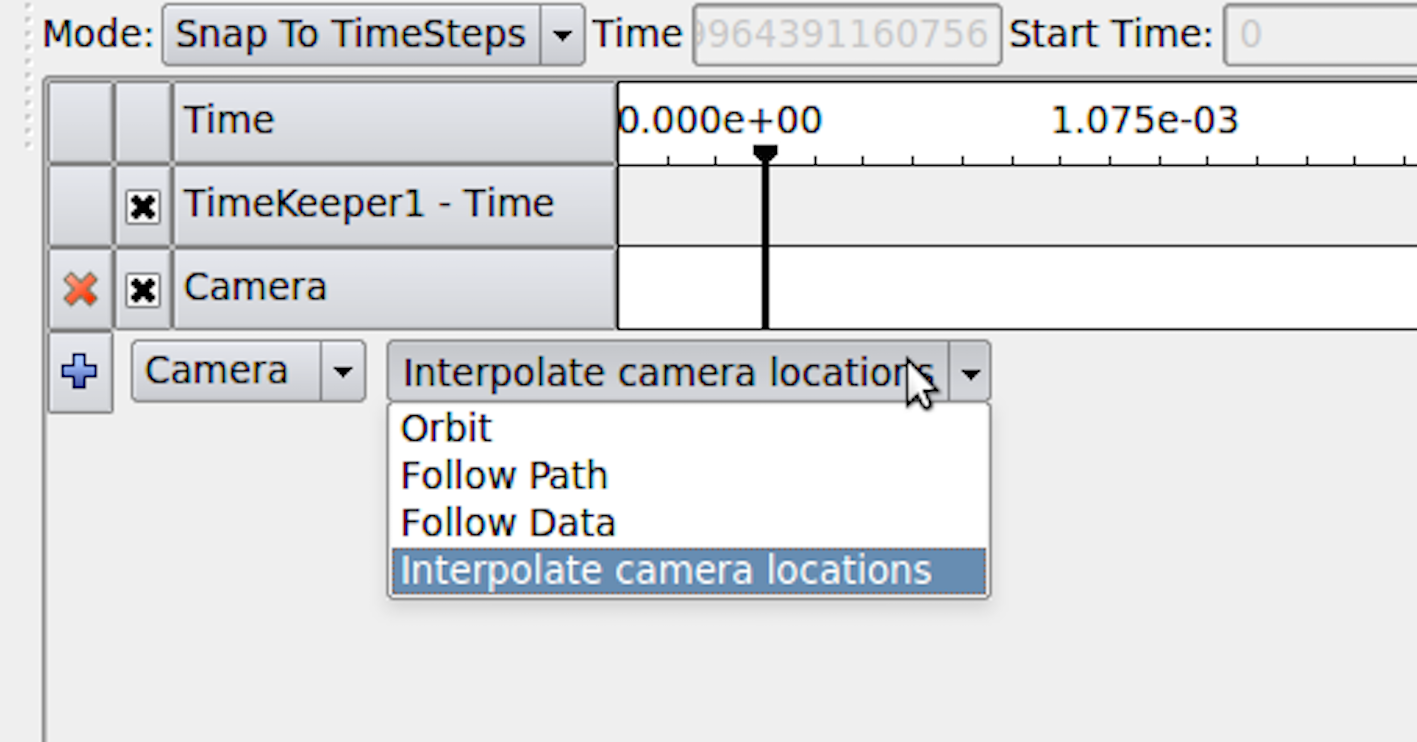 Mode: Snap To TimeSteps Time 9964391160756 Start Time: 0
Time 0.000e+00 1.075e-03
TimeKeeper1 - Time
Camera
Camera Interpolate camera locations
Orbit
Follow Path
Follow Data
Interpolate camera locations